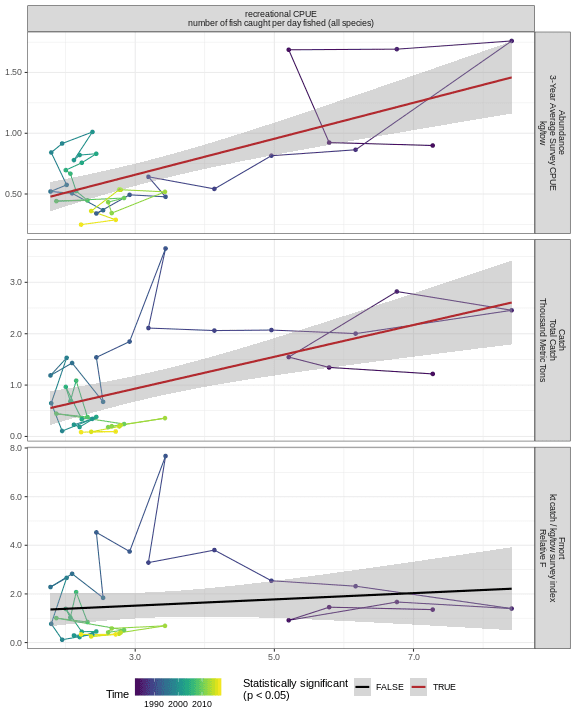 recreational CPUE
number of fish caught per day fished (all species)
1.50
1.00
0.50
Abundance
3-Year Average Survey CPUE
kg/tow
3.0
2.0
1.0
0.0
Catch
Total Catch
Thousand Metric Tons
8.0
6.0
4.0
2.0
0.0
Fmort
kt catch / kg/tow survey index
Relative F
3.0
5.0
7.0
Time
1990 2000 2010
Statistically significant
(p < 0.05)
FALSE
TRUE